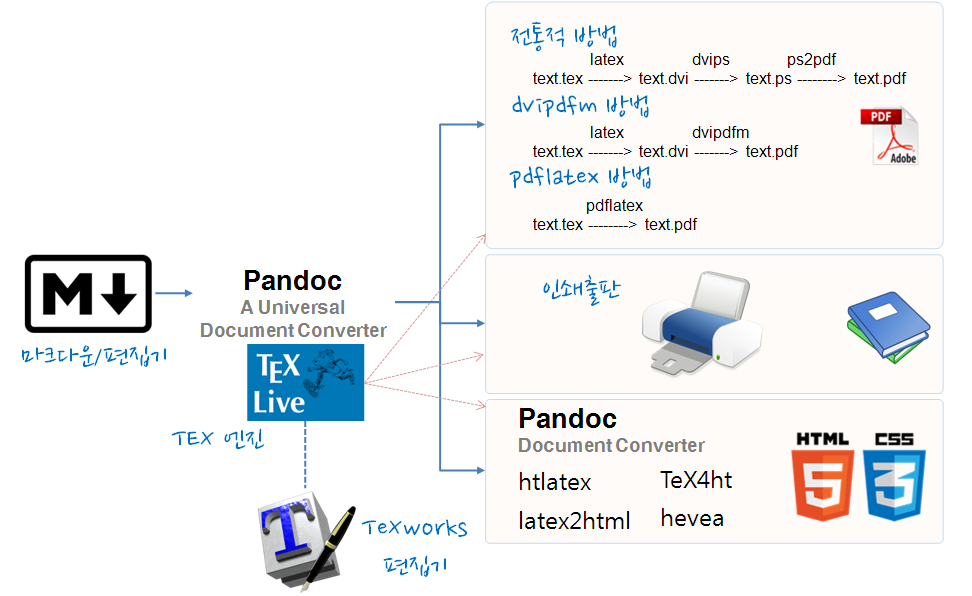 전통적 방법
latex dvips ps2pdf
text.tex -------> text.dvi -------> text.ps --------> text.pdf
dvipdfm 방법
latex dvipdfm
text.tex -------> text.dvi -------> text.pdf
pdflatex 방법
pdflatex
text.tex --------> text.pdf
PDF
Adobe
M
마크다운/편집기
Pandoc
A Universal
Document Converter
TEX
Live
TEX 엔진
T
TeXworks
편집기
인쇄출판
Pandoc
Document Converter
htlatex TeX4ht
latex2html hevea
HTML CSS
5 3